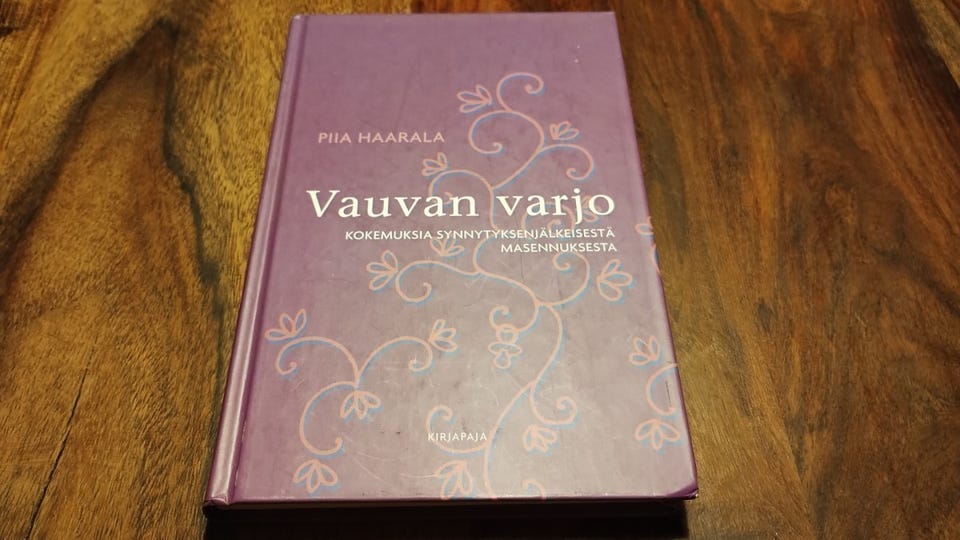 PIIA HAARALA
Vauvan varjo
KOKEMUKSIA SYNNYTYKSENJÄLKEISESTÄ
MASENNUKSESTA
KIRJAPAJA